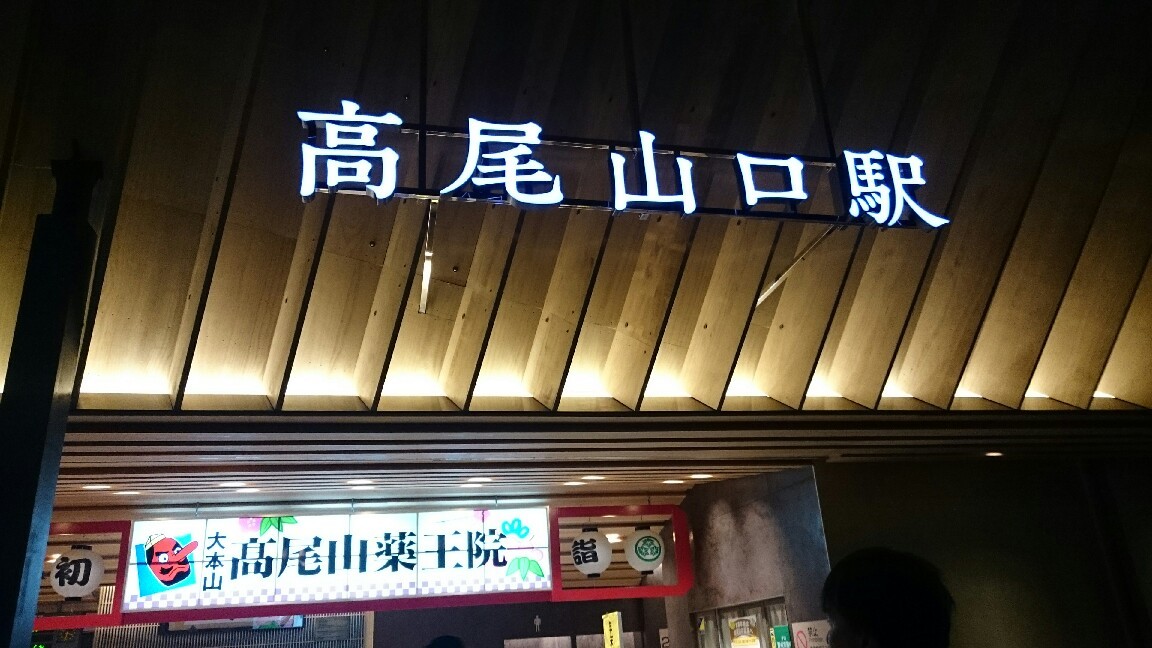 高尾山口駅
初
大本山
高尾山薬王院
詣